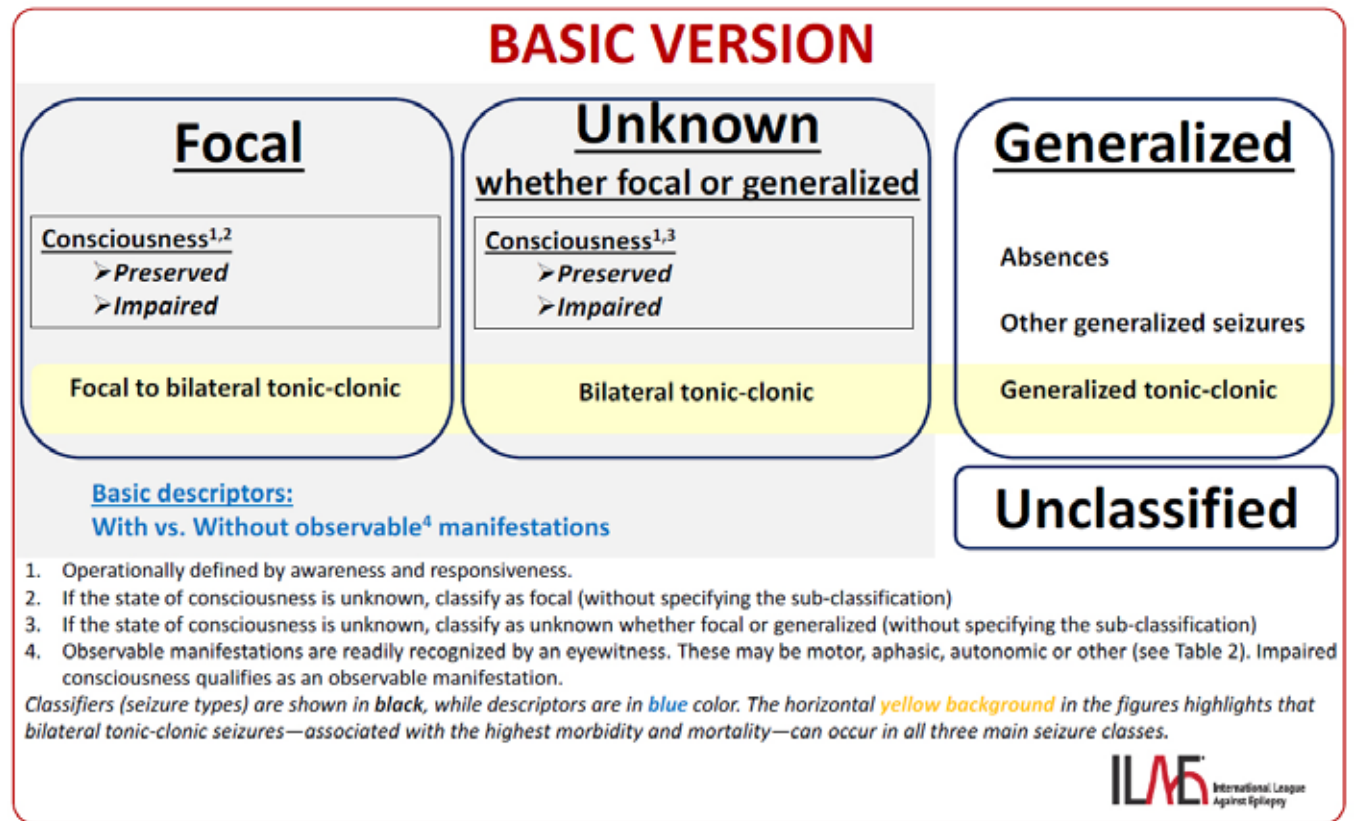 BASIC VERSION
Focal
Consciousness1,2
➢Preserved
➢Impaired
Focal to bilateral tonic-clonic
Unknown
whether focal or generalized
Consciousness1,3
➢Preserved
➢Impaired
Bilateral tonic-clonic
Generalized
Absences
Other generalized seizures
Generalized tonic-clonic
Basic descriptors:
With vs. Without observable4 manifestations
Unclassified
1. Operationally defined by awareness and responsiveness.
2. If the state of consciousness is unknown, classify as focal (without specifying the sub-classification)
3. If the state of consciousness is unknown, classify as unknown whether focal or generalized (without specifying the sub-classification)
4. Observable manifestations are readily recognized by an eyewitness. These may be motor, aphasic, autonomic or other (see Table 2). Impaired
consciousness qualifies as an observable manifestation.
Classifiers (seizure types) are shown in black, while descriptors are in blue color. The horizontal yellow background in the figures highlights that
bilateral tonic-clonic seizures—associated with the highest morbidity and mortality—can occur in all three main seizure classes.
ILAE
International League
Against Epilepsy